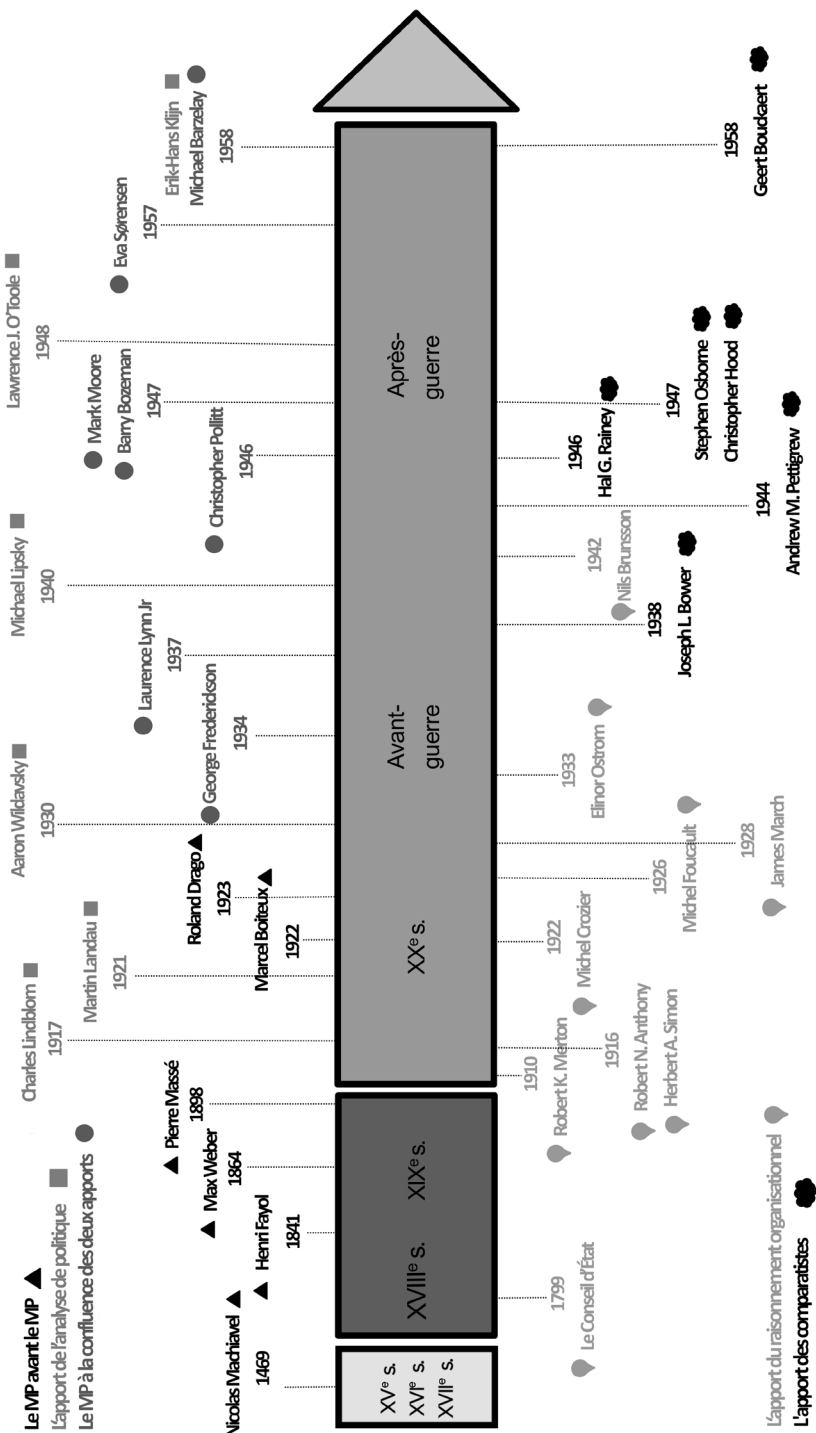 Le MP avant le MP
L'apport de l'analyse de politique
Le MP à la confluence des deux apports
Nicolas Machiavel
1469
Henri Fayol
1841
Max Weber
1864
Pierre Massé
1898
Charles Lindblom
1917
Martin Landau
1921
Marcel Boiteux
1922
Roland Drago
1923
Aaron Wildavsky
1930
George Frederickson
1934
Laurence Lynn Jr
1937
Michael Lipsky
1940
Christopher Pollitt
1946
Mark Moore
Barry Bozeman
1947
Lawrence J. O'Toole
1948
Eva Sørensen
1957
Erik-Hans Klijn
Michael Barzelay
1958
XVe s.
XVIe s.
XVIIe s.
XVIIIe s.
XIXe s.
XXe s.
Avant-
guerre
Après-
guerre
1799
Le Conseil d'État
1910
Robert K. Merton
1916
Robert N. Anthony
Herbert A. Simon
1922
Michel Crozier
1926
Michel Foucault
1928
James March
1933
Elinor Ostrom
1938
Joseph L. Bower
1942
Nils Brunsson
1944
Andrew M. Pettigrew
1946
Hal G. Rainey
1947
Stephen Osborne
Christopher Hood
1958
Geert Bouckaert
L'apport du raisonnement organisationnel
L'apport des comparatistes